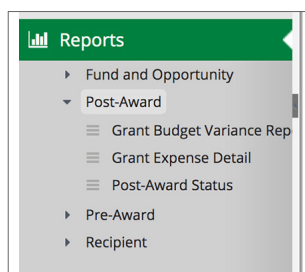 Reports
Fund and Opportunity
Post-Award
Grant Budget Variance Rep
Grant Expense Detail
Post-Award Status
Pre-Award
Recipient